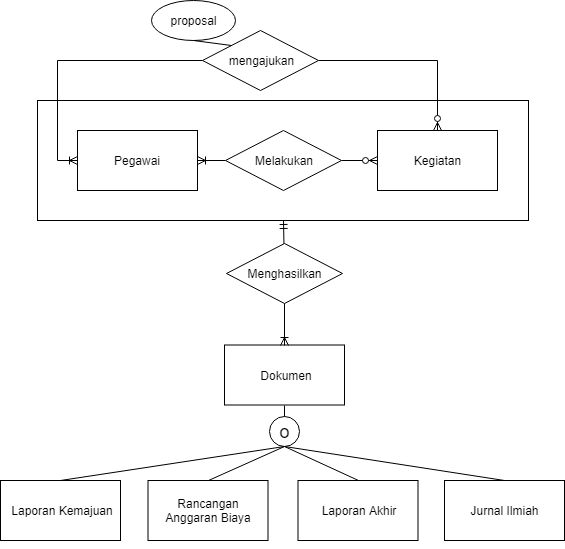 proposal
mengajukan
Pegawai
Melakukan
Kegiatan
Menghasilkan
Dokumen
O
Laporan Kemajuan
Rancangan
Anggaran Biaya
Laporan Akhir
Jurnal Ilmiah